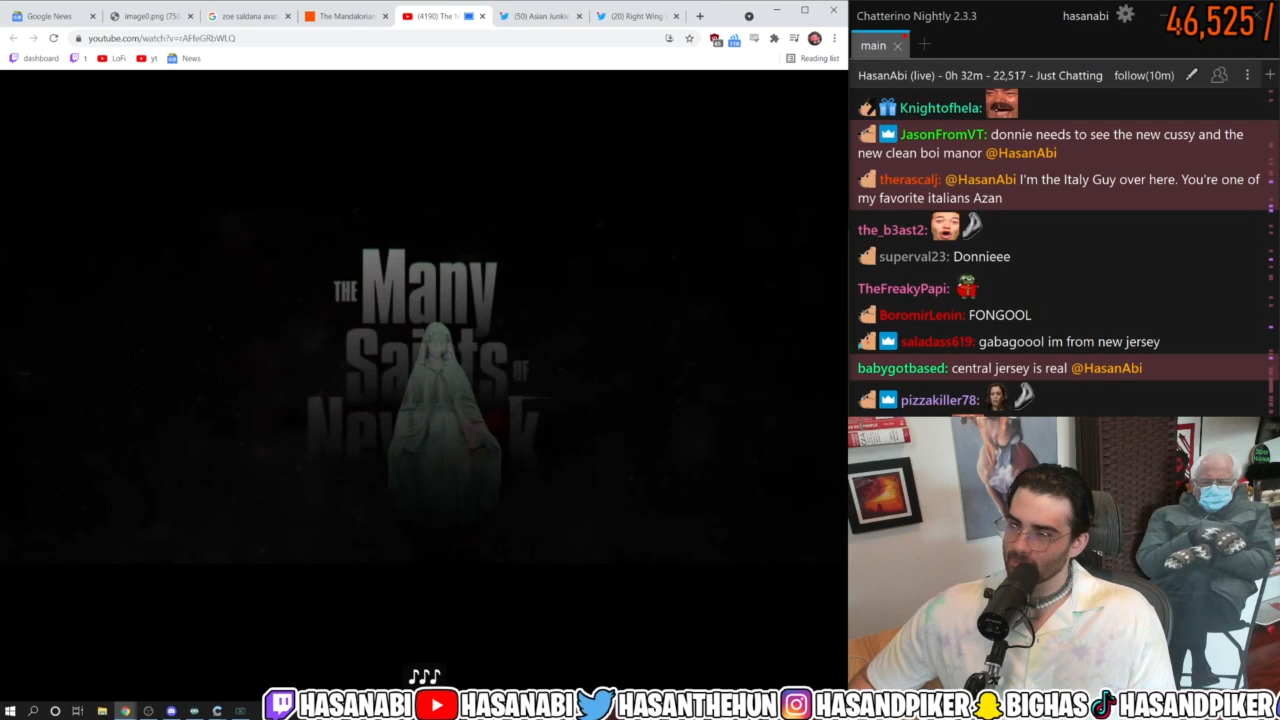 Google News
image0.png (750
zoe saldana avat
The Mandalorian
(4190) The M
(50) Asian Junkie
(20) Right Wing
youtube.com/watch?v=rAFfeGRbWLQ
dashboard
t
LoFi
yt
News
Reading list
THE Many
Saints OF
Newark
♪♪♪
Chatterino Nightly 2.3.3
hasanabi
46,525 /
main
HasanAbi (live) - 0h 32m - 22,517 - Just Chatting
follow(10m)
Knightofhela:
JasonFromVT: donnie needs to see the new cussy and the
new clean boi manor @HasanAbi
therascalj: @HasanAbi I'm the Italy Guy over here. You're one of
my favorite italians Azan
the_b3ast2:
superval23: Donnieee
TheFreakyPapi:
BoromirLenin: FONGOOL
saladass619: gabagoool im from new jersey
babygotbased: central jersey is real @HasanAbi
pizzakiller78:
HASANABI HASANABI HASANTHEHUN HASANDPIKER BIGHAS HASANDPIKER